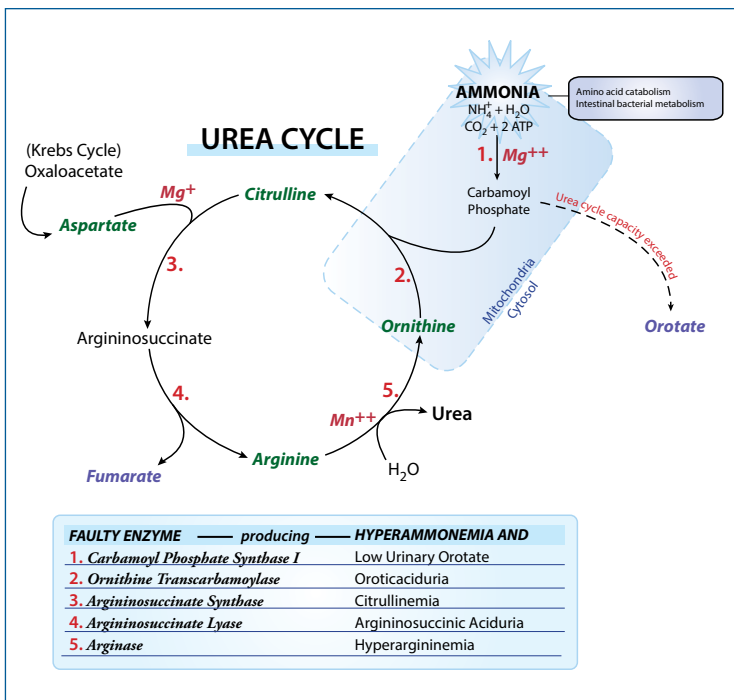 AMMONIA
NH₄⁺ + H₂O
CO₂ + 2 ATP
Amino acid catabolism
Intestinal bacterial metabolism
UREA CYCLE
1. Mg⁺⁺
(Krebs Cycle)
Oxaloacetate
Carbamoyl
Phosphate
Urea cycle capacity exceeded
Mg⁺
Citrulline
Aspartate
3.
2.
Mitochondria
Cytosol
Ornithine
Orotate
Argininosuccinate
4.
5.
Mn⁺⁺
Urea
Arginine
H₂O
Fumarate
FAULTY ENZYME producing HYPERAMMONEMIA AND
1. Carbamoyl Phosphate Synthase I Low Urinary Orotate
2. Ornithine Transcarbamoylase Oroticaciduria
3. Argininosuccinate Synthase Citrullinemia
4. Argininosuccinate Lyase Argininosuccinic Aciduria
5. Arginase Hyperargininemia